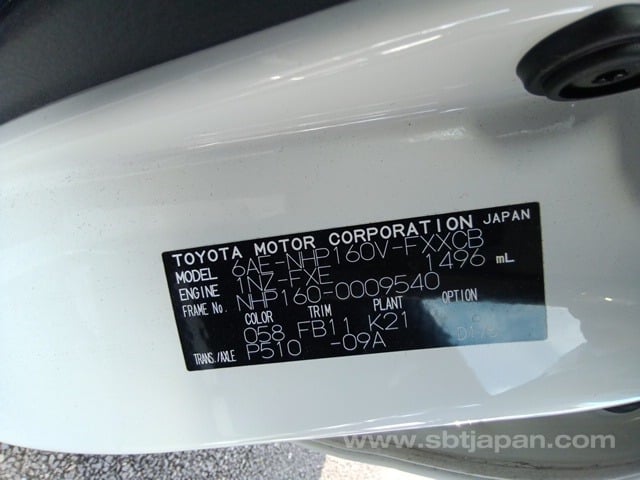 TOYOTA MOTOR CORPORATION JAPAN
MODEL 6AE-NHP160V-FXXCB
ENGINE 1NZ-FXE 1496 mL
FRAME No. NHP160-0009540
COLOR TRIM PLANT OPTION
058 FB11 K21
TRANS./AXLE P510 -09A
www.sbtjapan.com